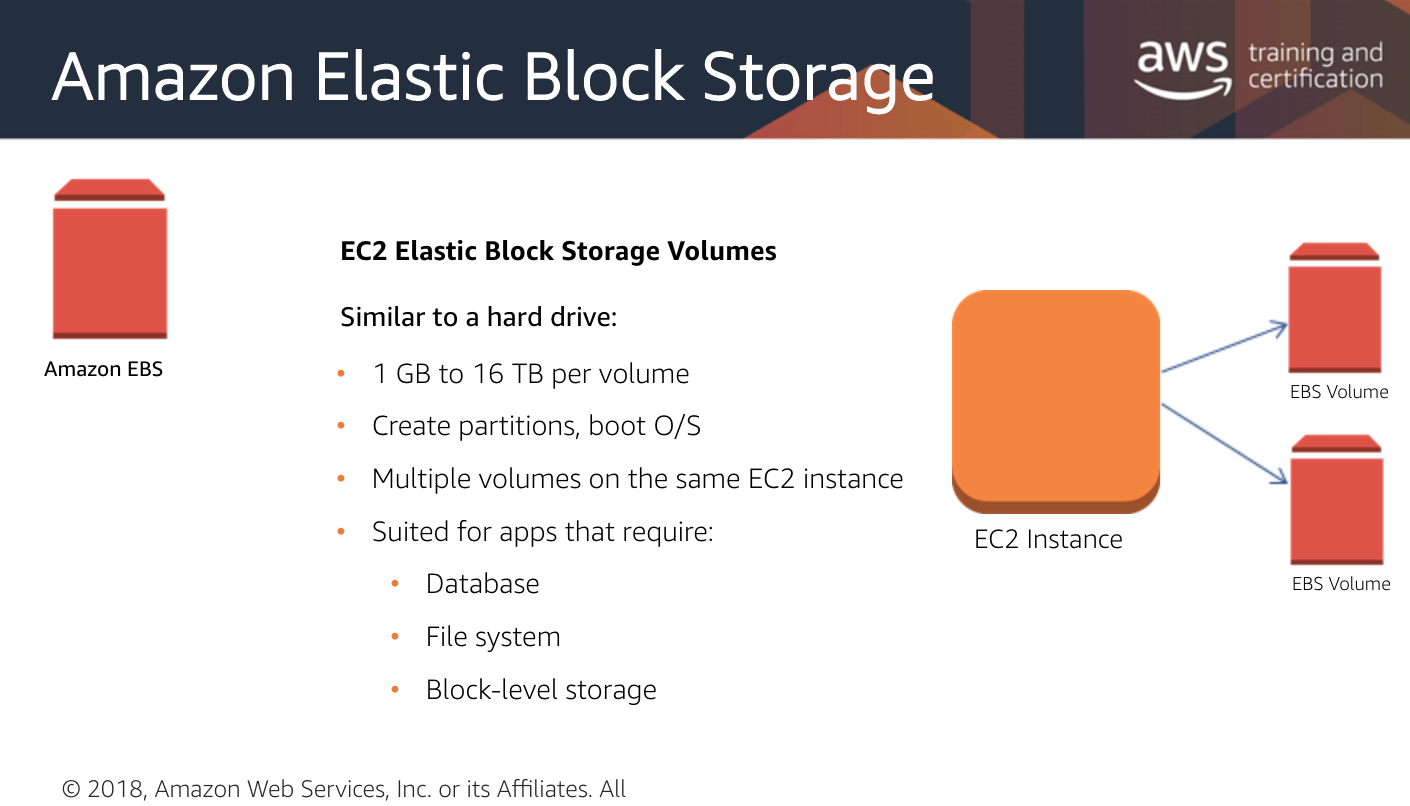 Amazon Elastic Block Storage
aws training and
certification
Amazon EBS
EC2 Elastic Block Storage Volumes
Similar to a hard drive:
• 1 GB to 16 TB per volume
• Create partitions, boot O/S
• Multiple volumes on the same EC2 instance
• Suited for apps that require:
• Database
• File system
• Block-level storage
EC2 Instance
EBS Volume
EBS Volume
© 2018, Amazon Web Services, Inc. or its Affiliates. All